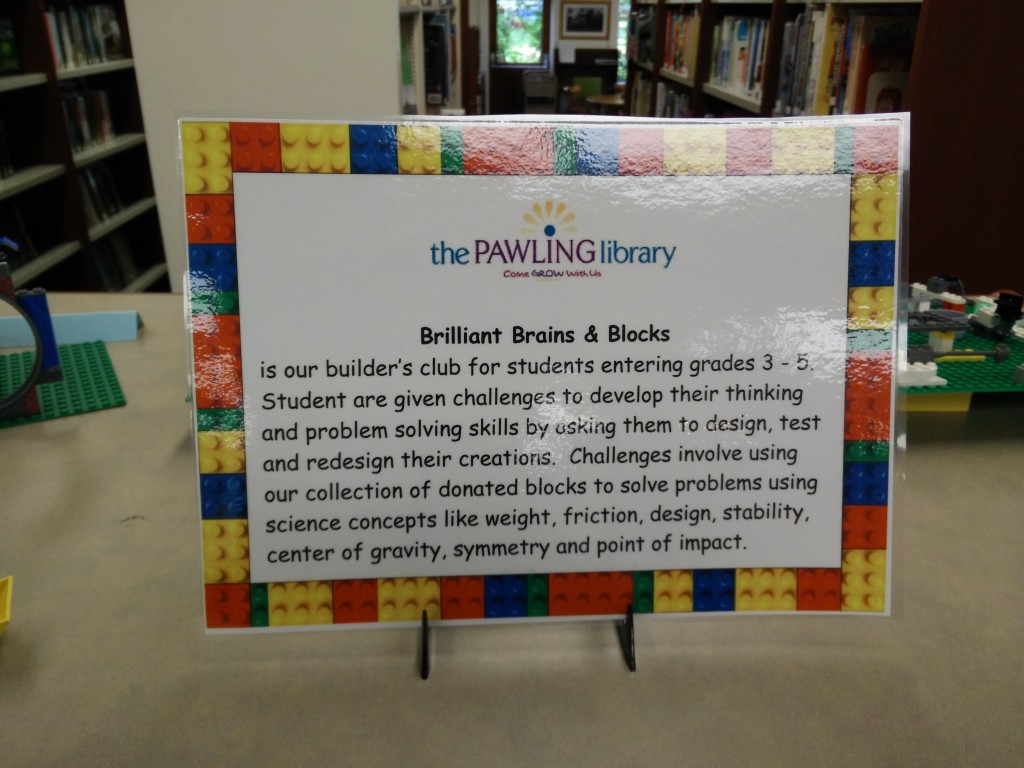 the PAWLING library
Come GROW With Us
Brilliant Brains & Blocks
is our builder's club for students entering grades 3 - 5.
Student are given challenges to develop their thinking
and problem solving skills by asking them to design, test
and redesign their creations. Challenges involve using
our collection of donated blocks to solve problems using
science concepts like weight, friction, design, stability,
center of gravity, symmetry and point of impact.